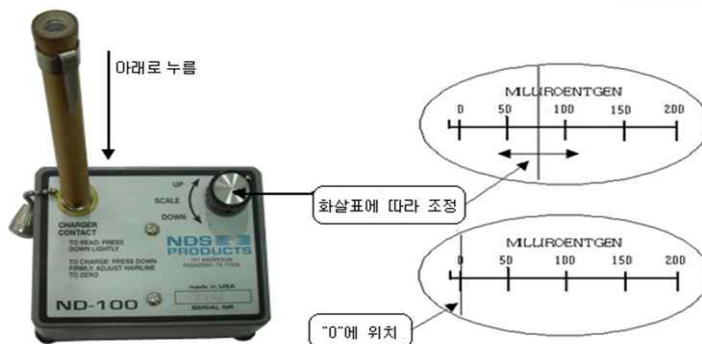 아래로 누름
MILLIROENTGEN
0 50 100 150 200
UP
SCALE
DOWN
화살표에 따라 조정
CHARGER
CONTACT
TO READ: PRESS
DOWN LIGHTLY
TO CHARGE: PRESS DOWN
FIRMLY. ADJUST HAIRLINE
TO ZERO
NDS
PRODUCTS
made in USA
ND-100
SERIAL NR
MILLIROENTGEN
0 50 100 150 200
"0"에 위치